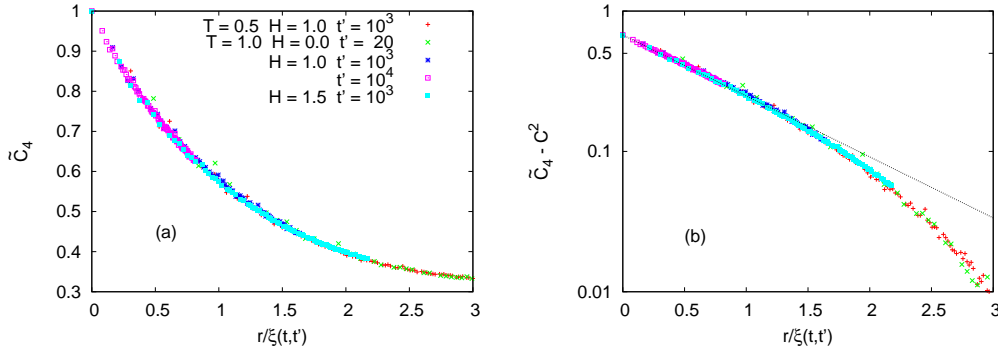 1
0.9
0.8
0.7
0.6
0.5
0.4
0.3
C̃₄
T = 0.5 H = 1.0 t' = 10³
T = 1.0 H = 0.0 t' = 20
H = 1.0 t' = 10³
t' = 10⁴
H = 1.5 t' = 10³
(a)
0 0.5 1 1.5 2 2.5 3
r/ξ(t,t')
1
0.5
0.1
0.01
C̃₄ - C²
(b)
0 0.5 1 1.5 2 2.5 3
r/ξ(t,t')